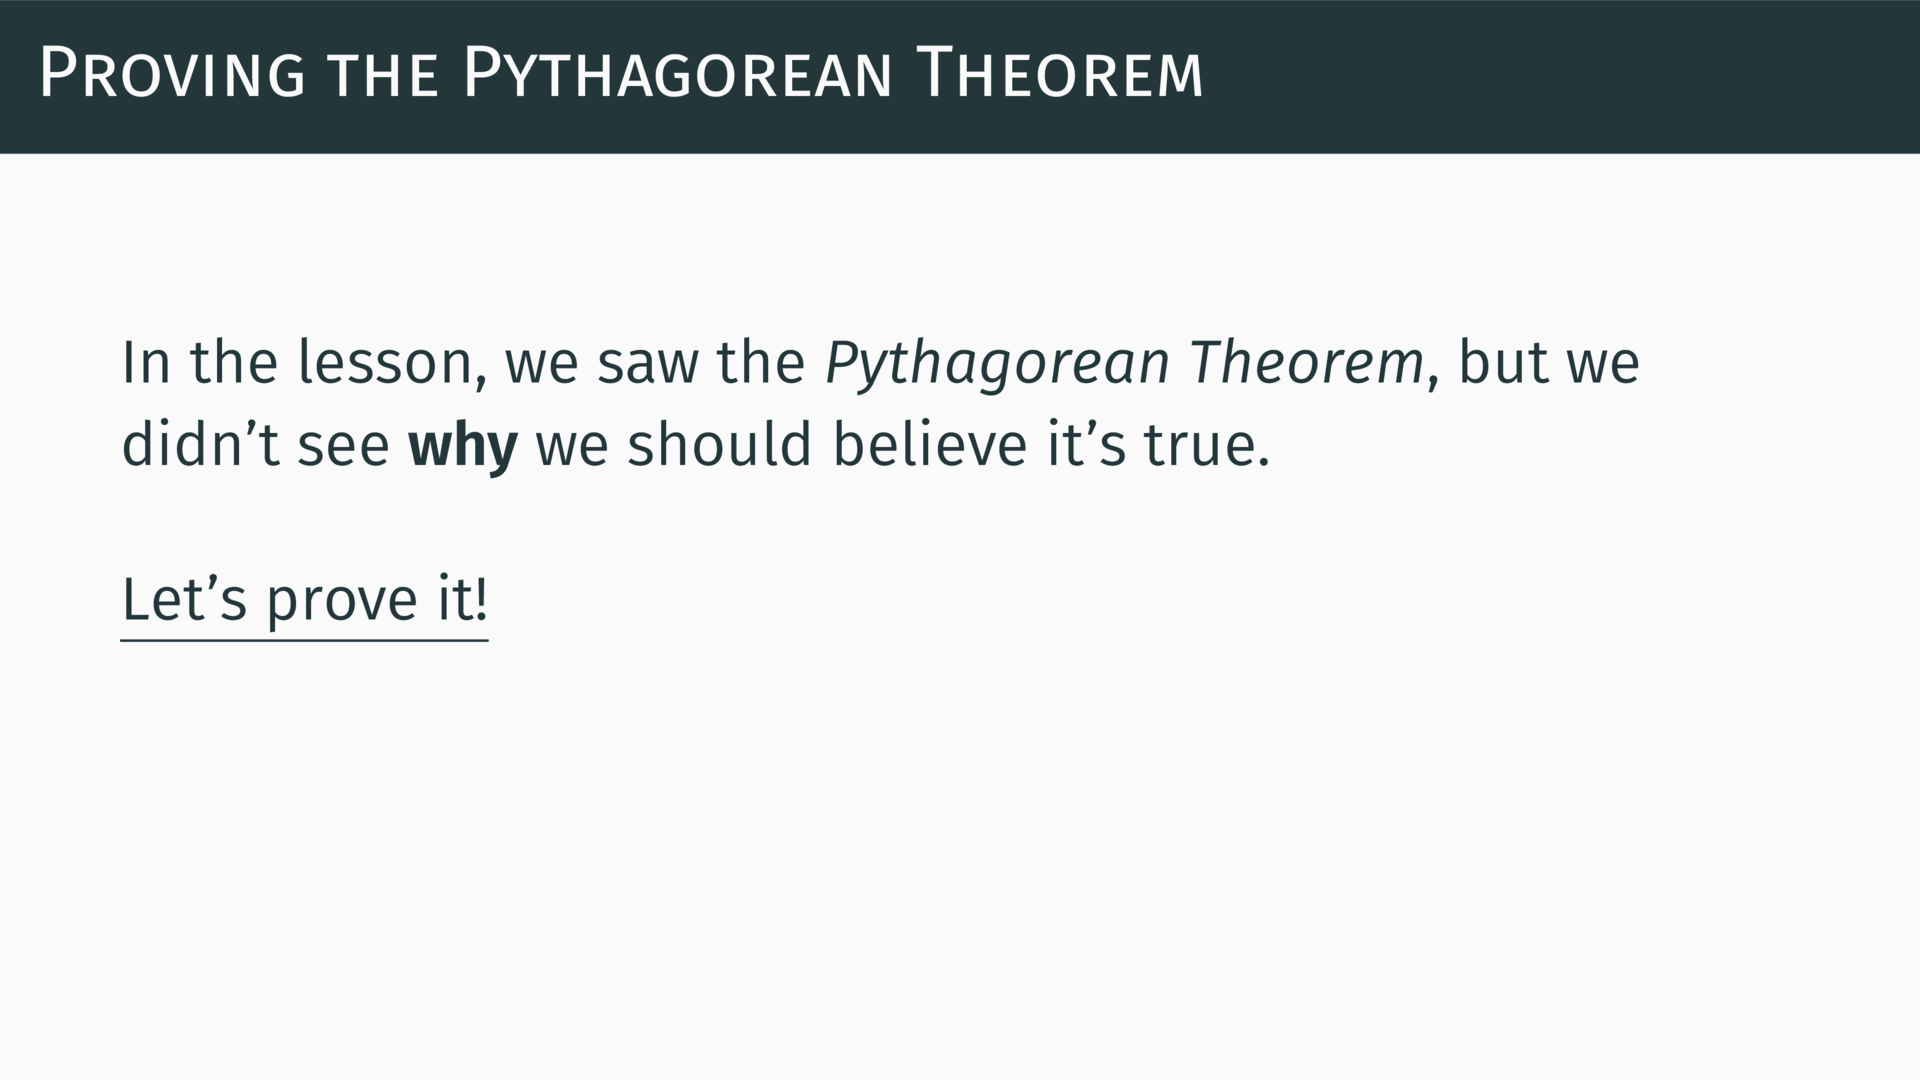 Proving the Pythagorean Theorem
In the lesson, we saw the Pythagorean Theorem, but we
didn’t see why we should believe it’s true.
Let’s prove it!